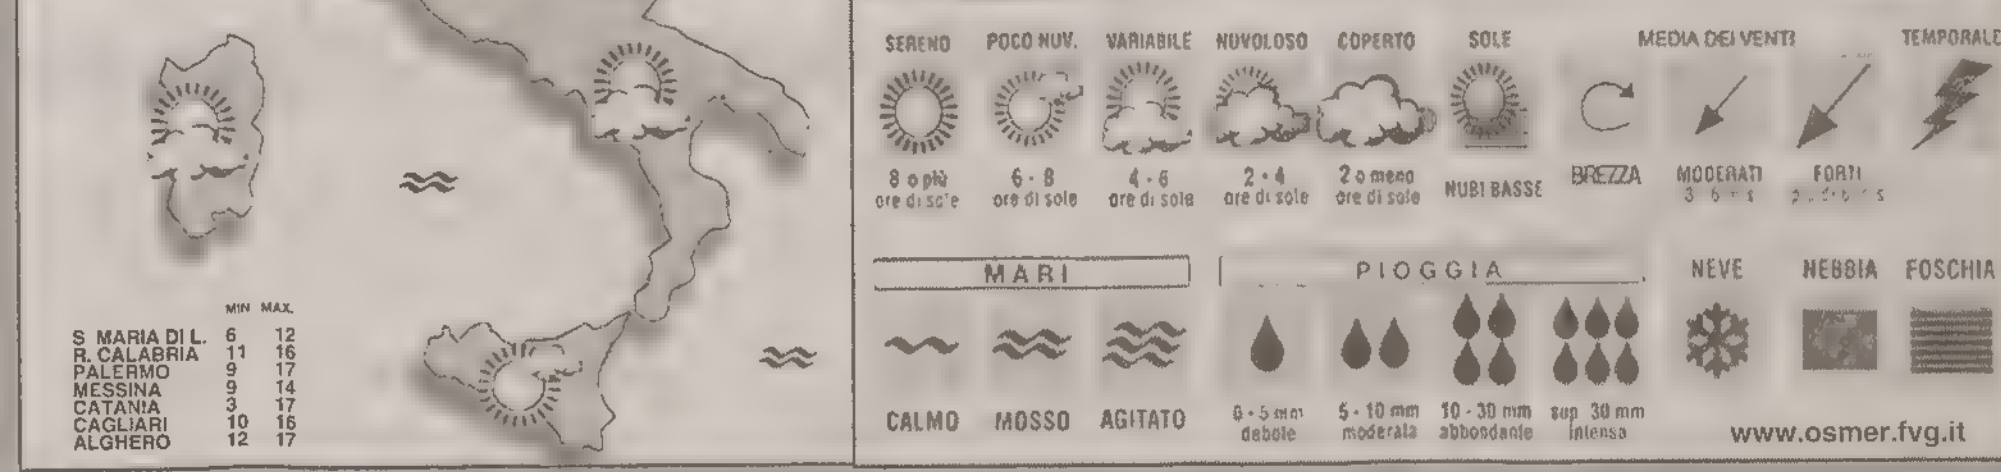 MIN MAX.
S MARIA DI L. 6 12
R. CALABRIA 11 16
PALERMO 9 17
MESSINA 9 14
CATANIA 3 17
CAGLIARI 10 16
ALGHERO 12 17
SERENO POCO NUV. VARIABILE NUVOLOSO COPERTO SOLE MEDIA DEI VENTI TEMPORALE
8 o più 6 - 8 4 - 6 2 - 4 2 o meno NUBI BASSE BREZZA MODERATI FORTI
ore di sole ore di sole ore di sole ore di sole ore di sole
MARI PIOGGIA NEVE NEBBIA FOSCHIA
CALMO MOSSO AGITATO 0 - 5 mm 5 - 10 mm 10 - 30 mm sup. 30 mm
debole moderata abbondante intensa
www.osmer.fvg.it